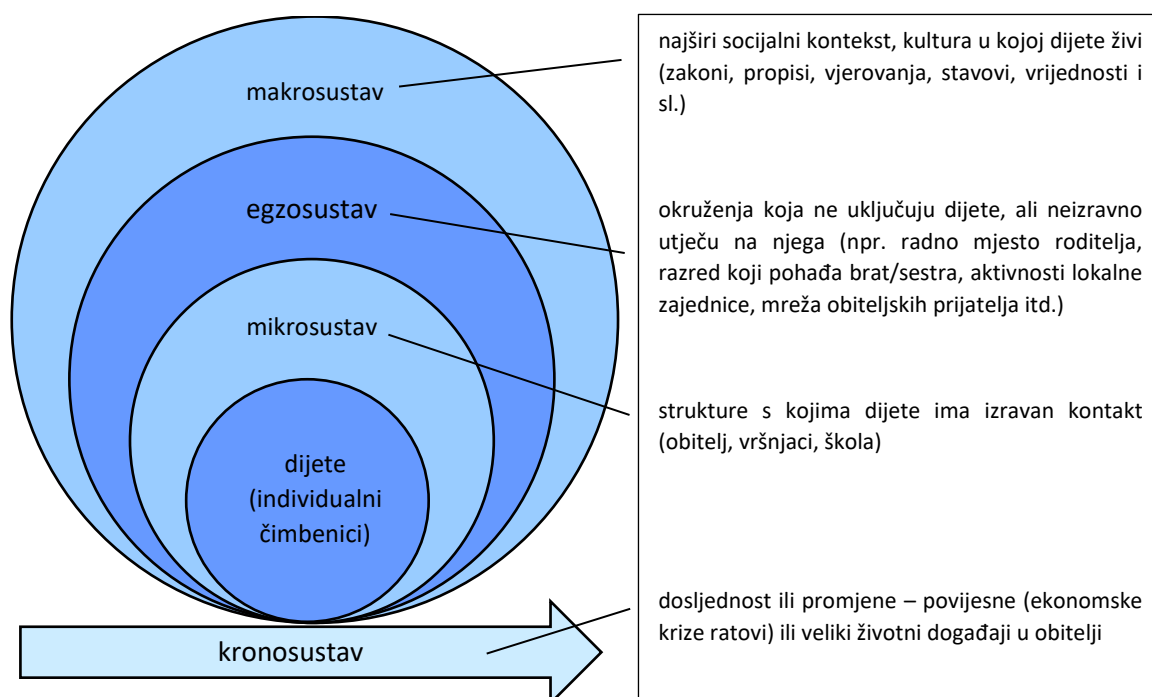 makrosustav
egzosustav
mikrosustav
dijete
(individualni
čimbenici)
kronosustav
najširi socijalni kontekst, kultura u kojoj dijete živi
(zakoni, propisi, vjerovanja, stavovi, vrijednosti i
sl.)
okruženja koja ne uključuju dijete, ali neizravno
utječu na njega (npr. radno mjesto roditelja,
razred koji pohađa brat/sestra, aktivnosti lokalne
zajednice, mreža obiteljskih prijatelja itd.)
strukture s kojima dijete ima izravan kontakt
(obitelj, vršnjaci, škola)
dosljednost ili promjene – povijesne (ekonomske
krize ratovi) ili veliki životni događaji u obitelji